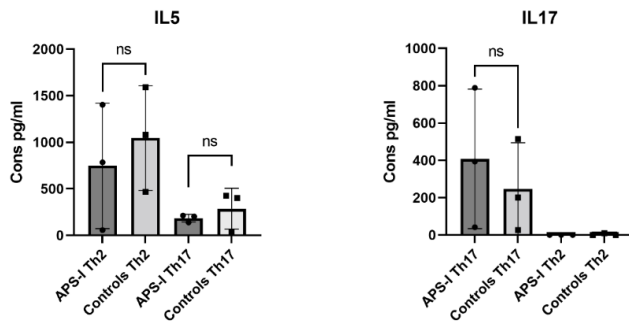 IL5
2000
1500
1000
500
0
Cons pg/ml
ns
ns
APS-I Th2
Controls Th2
APS-I Th17
Controls Th17
IL17
1000
800
600
400
200
0
Cons pg/ml
ns
APS-I Th17
Controls Th17
APS-I Th2
Controls Th2